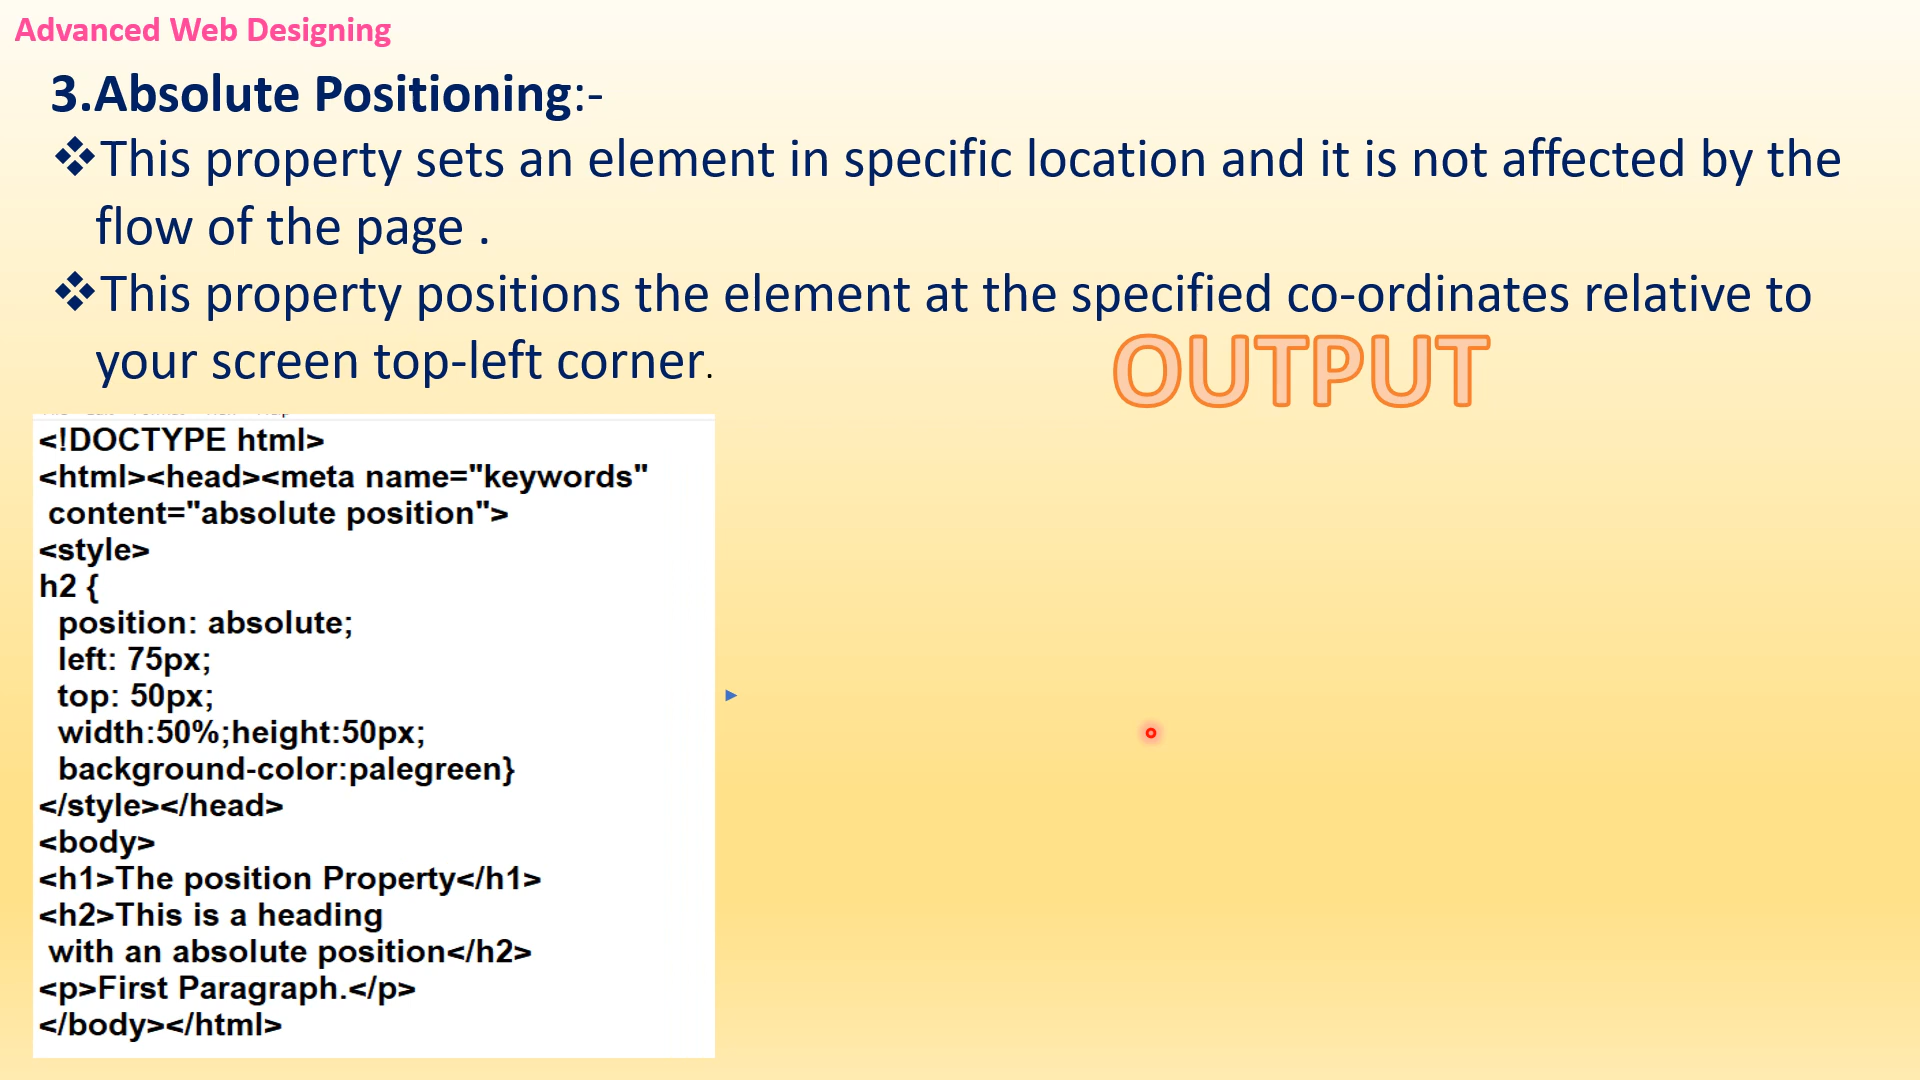 Advanced Web Designing
3.Absolute Positioning:-
❖This property sets an element in specific location and it is not affected by the
flow of the page .
❖This property positions the element at the specified co-ordinates relative to
your screen top-left corner.
OUTPUT
<!DOCTYPE html>
<html><head><meta name="keywords"
content="absolute position">
<style>
h2 {
position: absolute;
left: 75px;
top: 50px;
width:50%;height:50px;
background-color:palegreen}
</style></head>
<body>
<h1>The position Property</h1>
<h2>This is a heading
with an absolute position</h2>
<p>First Paragraph.</p>
</body></html>